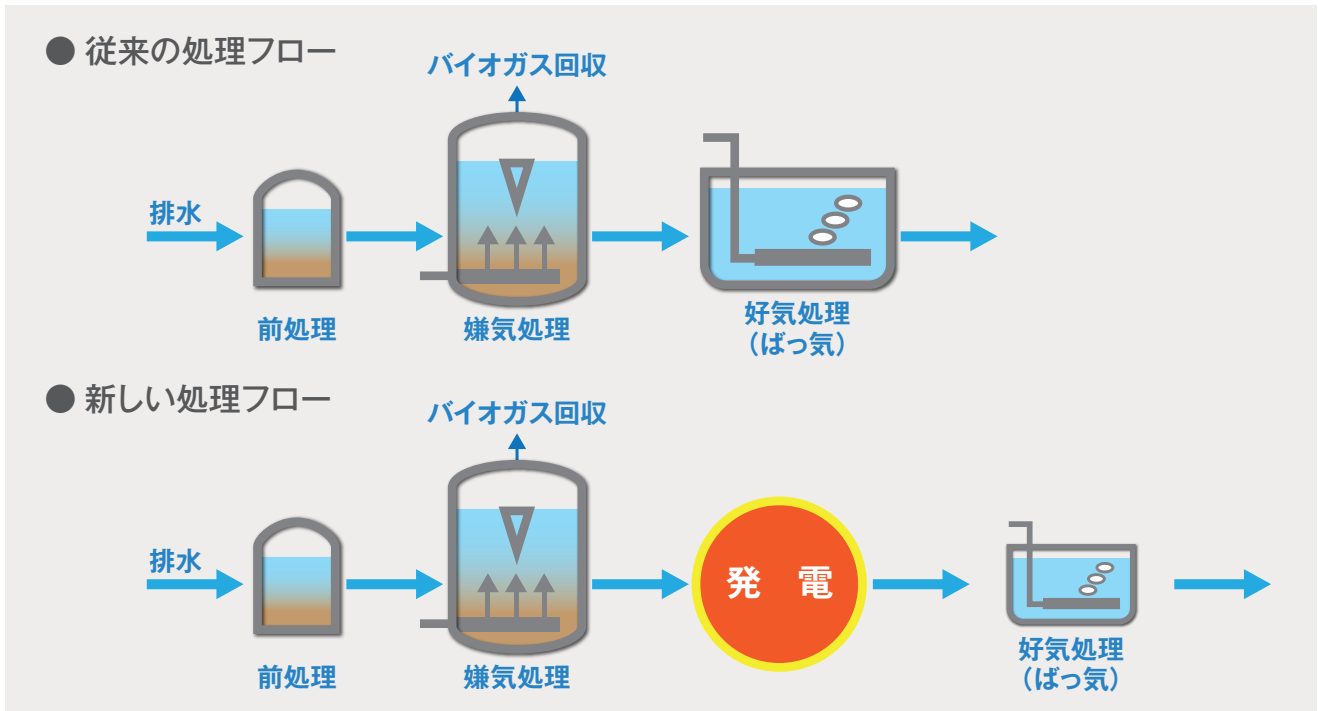 ● 従来の処理フロー
バイオガス回収
排水
前処理
嫌気処理
好気処理
（ばっ気）
● 新しい処理フロー
バイオガス回収
排水
発　電
前処理
嫌気処理
好気処理
（ばっ気）